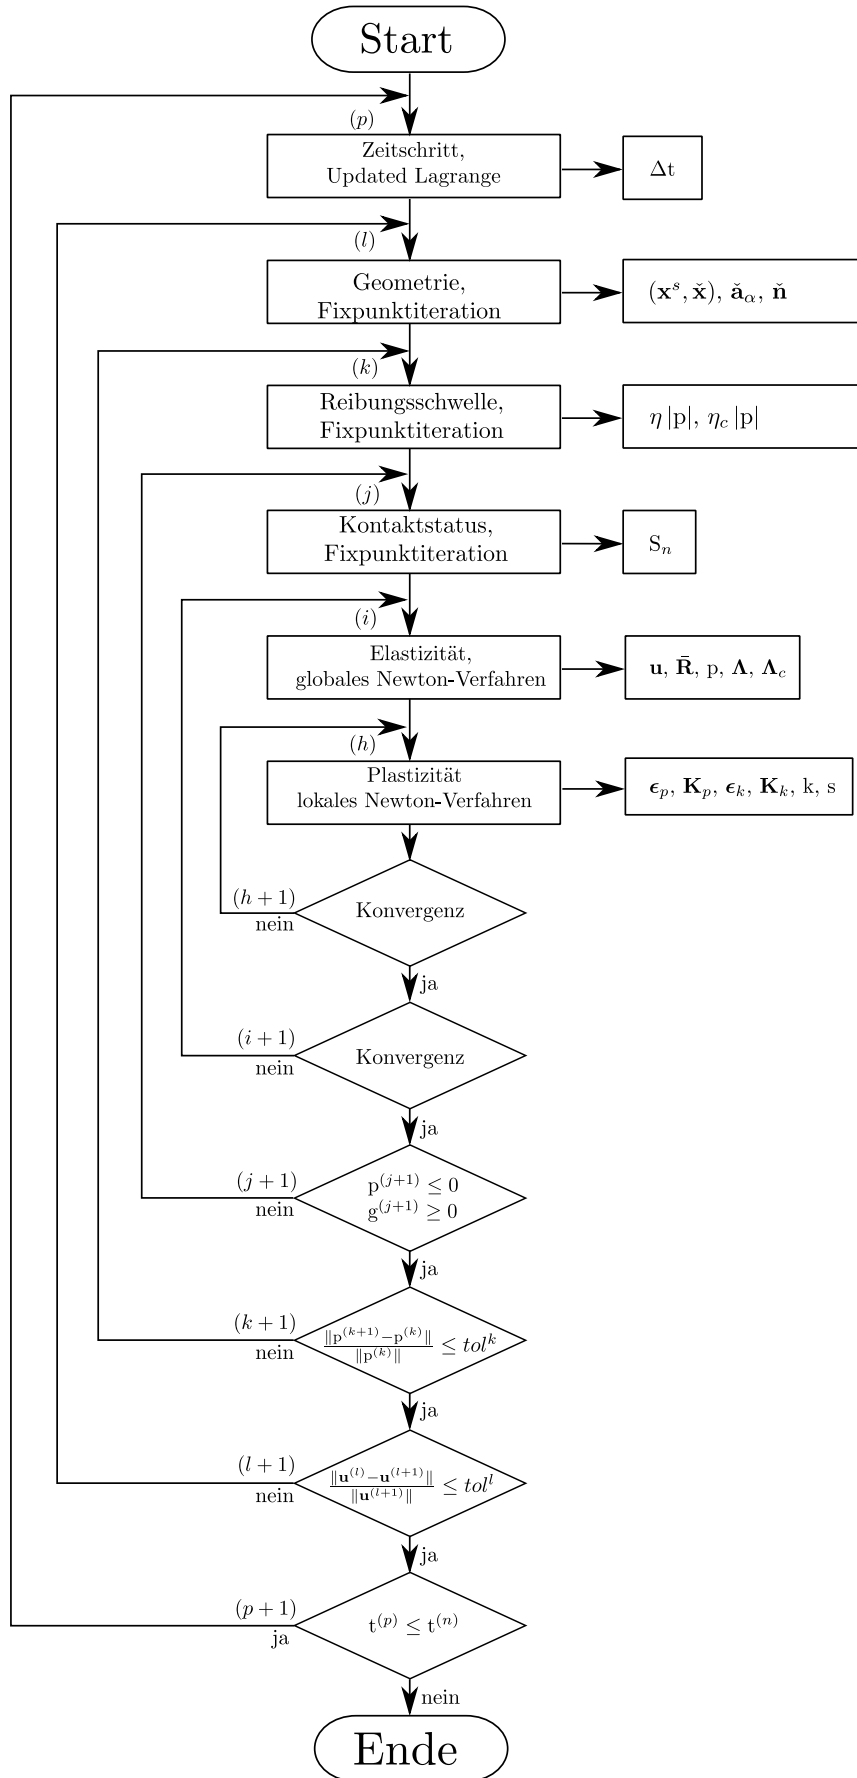 Start
(p)
Zeitschritt,
Updated Lagrange
Δt
(l)
Geometrie,
Fixpunktiteration
(𝐱^s, 𝐱̌), 𝐚̌_α, 𝐧̌
(k)
Reibungsschwelle,
Fixpunktiteration
η |p|, η_c |p|
(j)
Kontaktstatus,
Fixpunktiteration
S_n
(i)
Elastizität,
globales Newton-Verfahren
𝐮, 𝐑̄, p, 𝚲, 𝚲_c
(h)
Plastizität
lokales Newton-Verfahren
𝛜_p, 𝐊_p, 𝛜_k, 𝐊_k, k, s
(h + 1)
nein
Konvergenz
ja
(i + 1)
nein
Konvergenz
ja
(j + 1)
nein
p^(j+1) ≤ 0
g^(j+1) ≥ 0
ja
(k + 1)
nein
‖p^(k+1)−p^(k)‖ / ‖p^(k)‖ ≤ tol^k
ja
(l + 1)
nein
‖𝐮^(l)−𝐮^(l+1)‖ / ‖𝐮^(l+1)‖ ≤ tol^l
ja
(p + 1)
ja
t^(p) ≤ t^(n)
nein
Ende